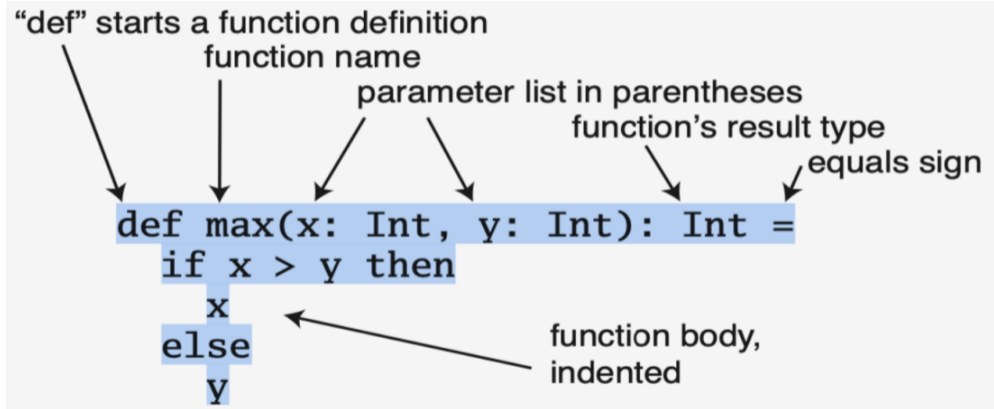 “def” starts a function definition
function name
parameter list in parentheses
function’s result type
equals sign
def max(x: Int, y: Int): Int =
if x > y then
x
else
y
function body,
indented